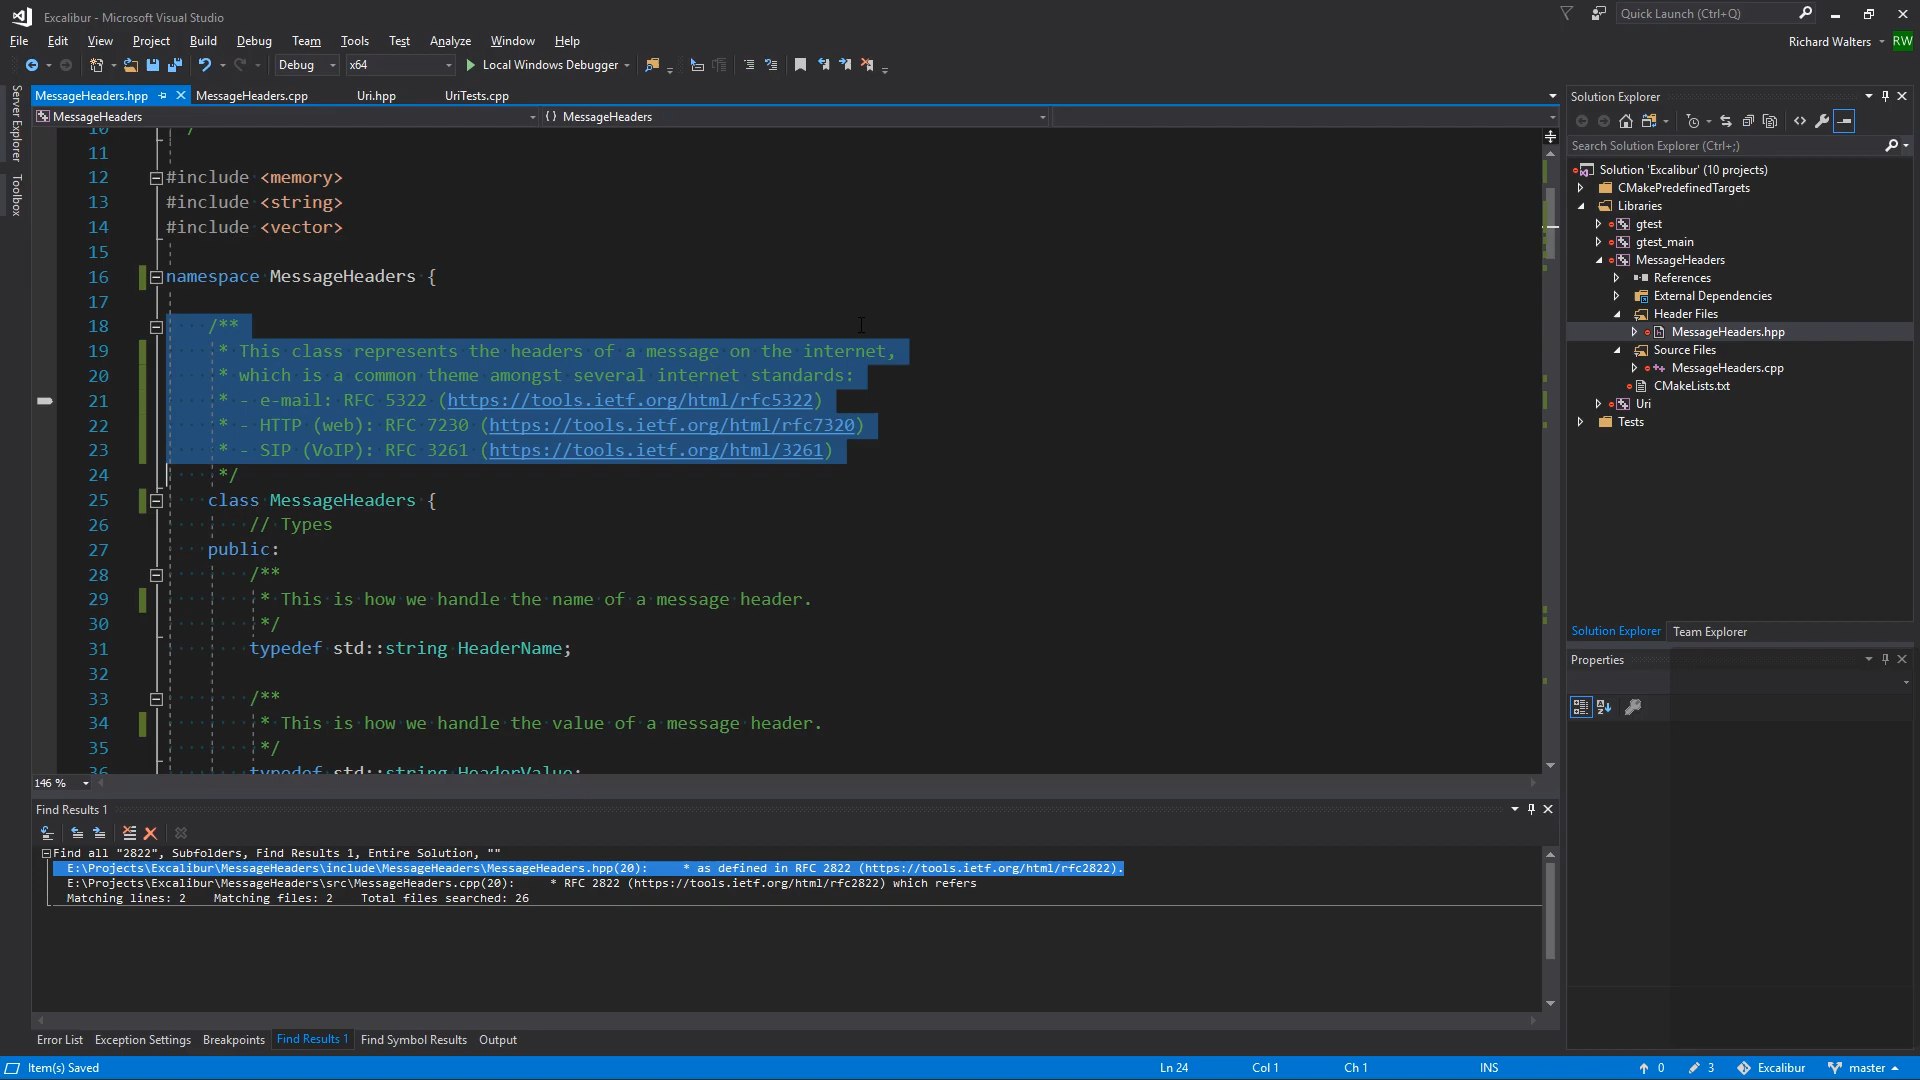 Excalibur - Microsoft Visual Studio
Quick Launch (Ctrl+Q)
File Edit View Project Build Debug Team Tools Test Analyze Window Help
Richard Walters RW
Debug x64 Local Windows Debugger
Server Explorer
Toolbox
MessageHeaders.hpp MessageHeaders.cpp Uri.hpp UriTests.cpp
MessageHeaders {} MessageHeaders
10 */
11
12 #include <memory>
13 #include <string>
14 #include <vector>
15
16 namespace MessageHeaders {
17
18 /**
19 * This class represents the headers of a message on the internet,
20 * which is a common theme amongst several internet standards:
21 * - e-mail: RFC 5322 (https://tools.ietf.org/html/rfc5322)
22 * - HTTP (web): RFC 7230 (https://tools.ietf.org/html/rfc7320)
23 * - SIP (VoIP): RFC 3261 (https://tools.ietf.org/html/3261)
24 */
25 class MessageHeaders {
26 // Types
27 public:
28 /**
29 * This is how we handle the name of a message header.
30 */
31 typedef std::string HeaderName;
32
33 /**
34 * This is how we handle the value of a message header.
35 */
36 typedef std::string HeaderValue;
146 %
Find Results 1
Find all "2822", Subfolders, Find Results 1, Entire Solution, ""
E:\Projects\Excalibur\MessageHeaders\include\MessageHeaders\MessageHeaders.hpp(20): * as defined in RFC 2822 (https://tools.ietf.org/html/rfc2822).
E:\Projects\Excalibur\MessageHeaders\src\MessageHeaders.cpp(20): * RFC 2822 (https://tools.ietf.org/html/rfc2822) which refers
Matching lines: 2 Matching files: 2 Total files searched: 26
Error List Exception Settings Breakpoints Find Results 1 Find Symbol Results Output
Solution Explorer
Search Solution Explorer (Ctrl+;)
Solution 'Excalibur' (10 projects)
CMakePredefinedTargets
Libraries
gtest
gtest_main
MessageHeaders
References
External Dependencies
Header Files
MessageHeaders.hpp
Source Files
MessageHeaders.cpp
CMakeLists.txt
Uri
Tests
Solution Explorer Team Explorer
Properties
Item(s) Saved Ln 24 Col 1 Ch 1 INS 0 3 Excalibur master